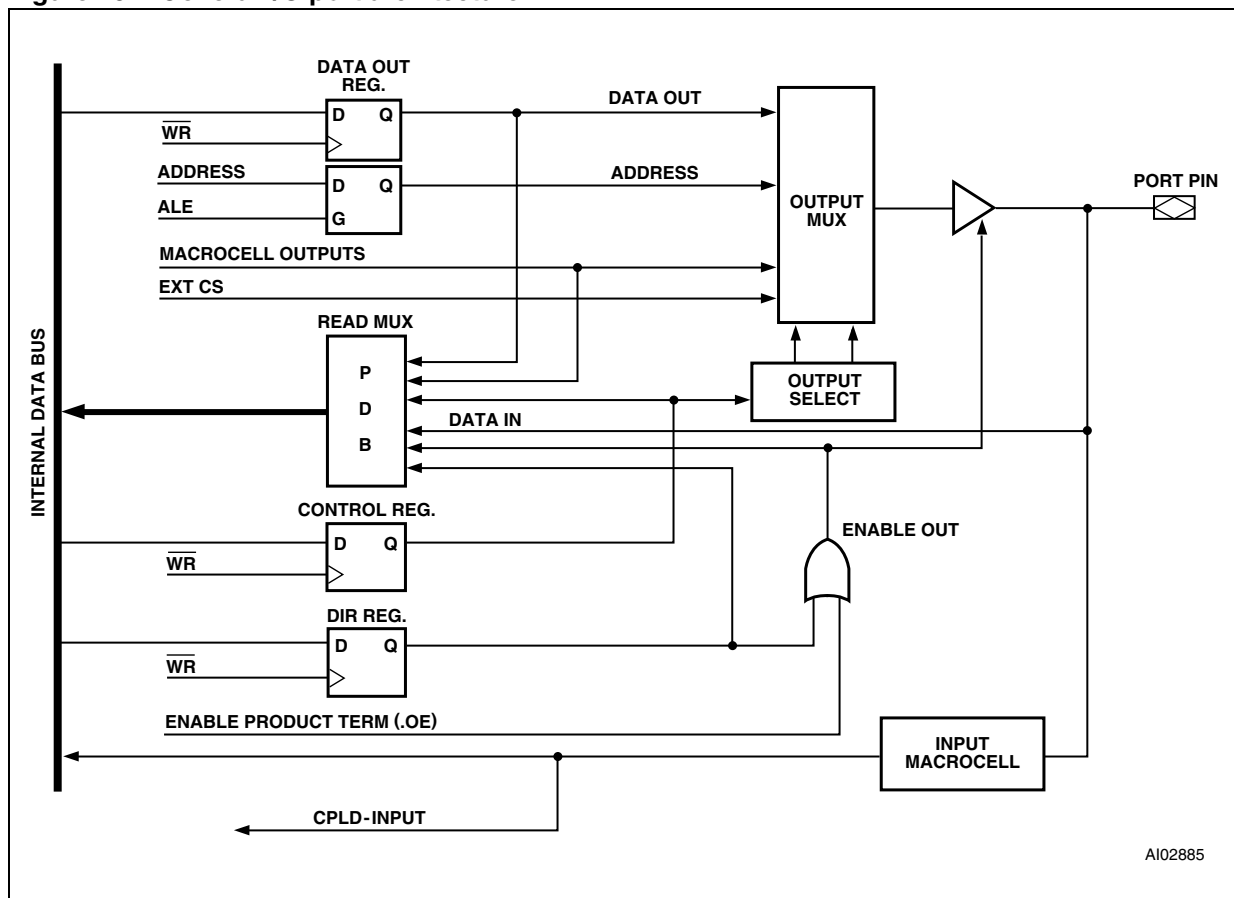 DATA OUT
REG.
D Q
WR
DATA OUT
ADDRESS
D Q
ADDRESS
ALE
G
OUTPUT
MUX
PORT PIN
MACROCELL OUTPUTS
EXT CS
READ MUX
P
D
B
INTERNAL DATA BUS
OUTPUT
SELECT
DATA IN
CONTROL REG.
D Q
WR
ENABLE OUT
DIR REG.
D Q
WR
ENABLE PRODUCT TERM (.OE)
INPUT
MACROCELL
CPLD-INPUT
AI02885